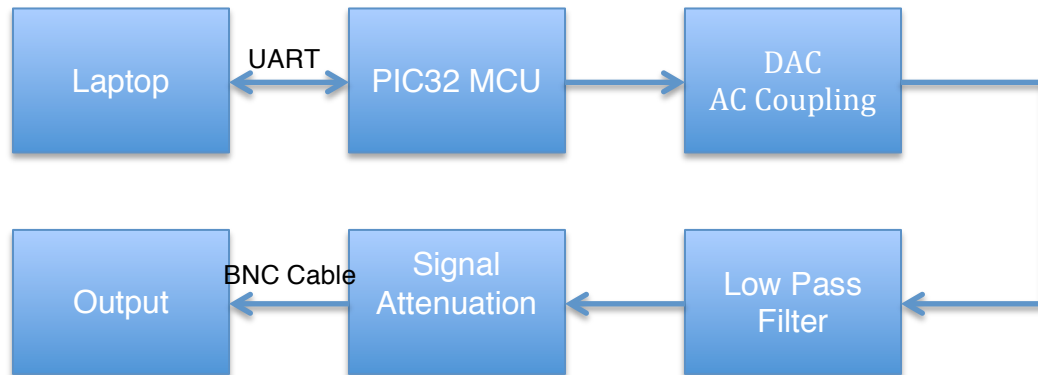 Laptop
UART
PIC32 MCU
DAC
AC Coupling
Output
BNC Cable
Signal
Attenuation
Low Pass
Filter